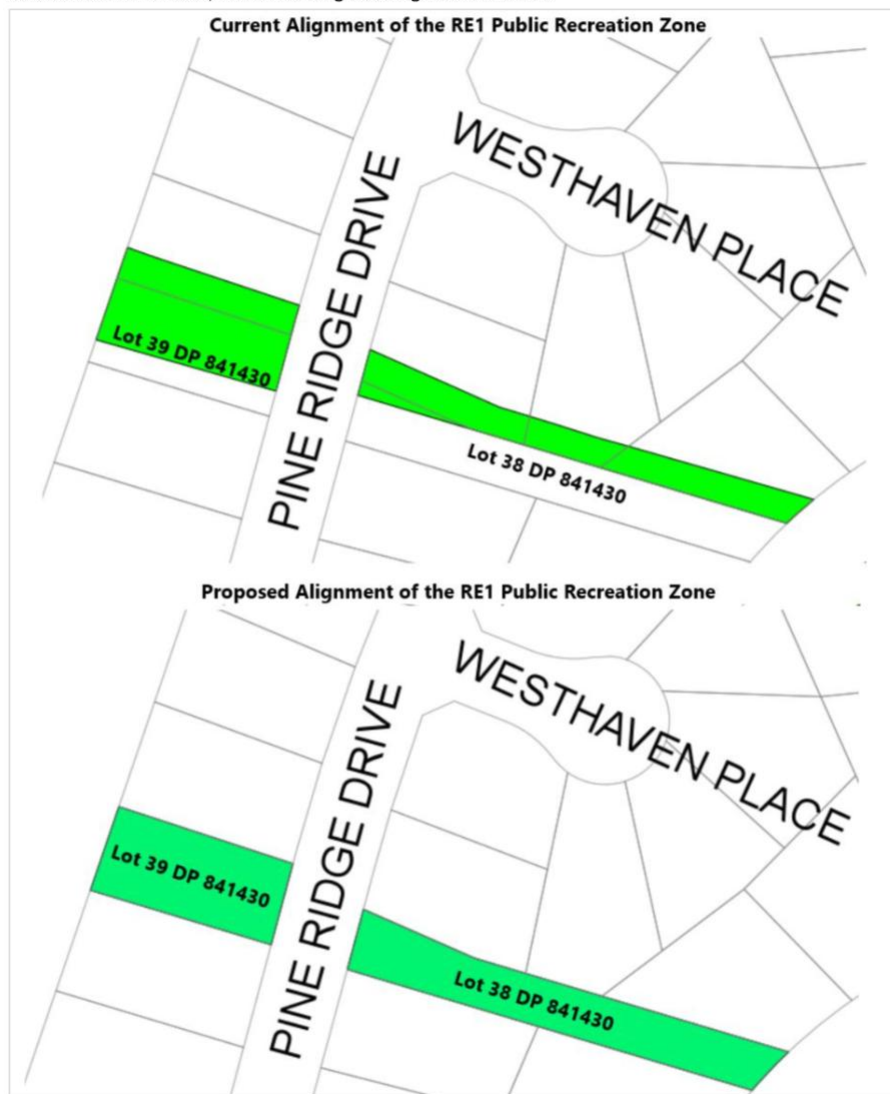 Current Alignment of the RE1 Public Recreation Zone
WESTHAVEN PLACE
PINE RIDGE DRIVE
Lot 39 DP 841430
Lot 38 DP 841430
Proposed Alignment of the RE1 Public Recreation Zone
WESTHAVEN PLACE
PINE RIDGE DRIVE
Lot 39 DP 841430
Lot 38 DP 841430